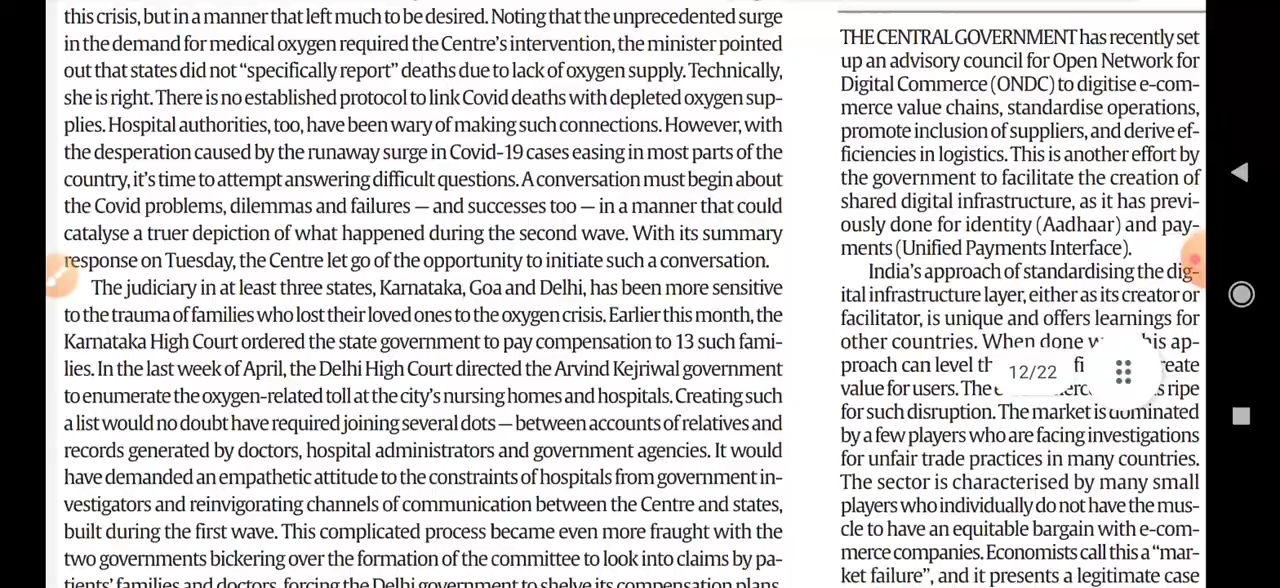 this crisis, but in a manner that left much to be desired. Noting that the unprecedented surge
in the demand for medical oxygen required the Centre's intervention, the minister pointed
out that states did not “specifically report” deaths due to lack of oxygen supply. Technically,
she is right. There is no established protocol to link Covid deaths with depleted oxygen sup-
plies. Hospital authorities, too, have been wary of making such connections. However, with
the desperation caused by the runaway surge in Covid-19 cases easing in most parts of the
country, it's time to attempt answering difficult questions. A conversation must begin about
the Covid problems, dilemmas and failures — and successes too — in a manner that could
catalyse a truer depiction of what happened during the second wave. With its summary
response on Tuesday, the Centre let go of the opportunity to initiate such a conversation.
The judiciary in at least three states, Karnataka, Goa and Delhi, has been more sensitive
to the trauma of families who lost their loved ones to the oxygen crisis. Earlier this month, the
Karnataka High Court ordered the state government to pay compensation to 13 such fami-
lies. In the last week of April, the Delhi High Court directed the Arvind Kejriwal government
to enumerate the oxygen-related toll at the city's nursing homes and hospitals. Creating such
a list would no doubt have required joining several dots — between accounts of relatives and
records generated by doctors, hospital administrators and government agencies. It would
have demanded an empathetic attitude to the constraints of hospitals from government in-
vestigators and reinvigorating channels of communication between the Centre and states,
built during the first wave. This complicated process became even more fraught with the
two governments bickering over the formation of the committee to look into claims by pa-
tients' families and doctors, forcing the Delhi government to shelve its compensation plans.
THE CENTRAL GOVERNMENT has recently set
up an advisory council for Open Network for
Digital Commerce (ONDC) to digitise e-com-
merce value chains, standardise operations,
promote inclusion of suppliers, and derive ef-
ficiencies in logistics. This is another effort by
the government to facilitate the creation of
shared digital infrastructure, as it has previ-
ously done for identity (Aadhaar) and pay-
ments (Unified Payments Interface).
India's approach of standardising the dig-
ital infrastructure layer, either as its creator or
facilitator, is unique and offers learnings for
other countries. When done his ap-
proach can level
12/22
value for users. The ripe
for such disruption. The market is dominated
by a few players who are facing investigations
for unfair trade practices in many countries.
The sector is characterised by many small
players who individually do not have the mus-
cle to have an equitable bargain with e-com-
merce companies. Economists call this a “mar-
ket failure”, and it presents a legitimate case